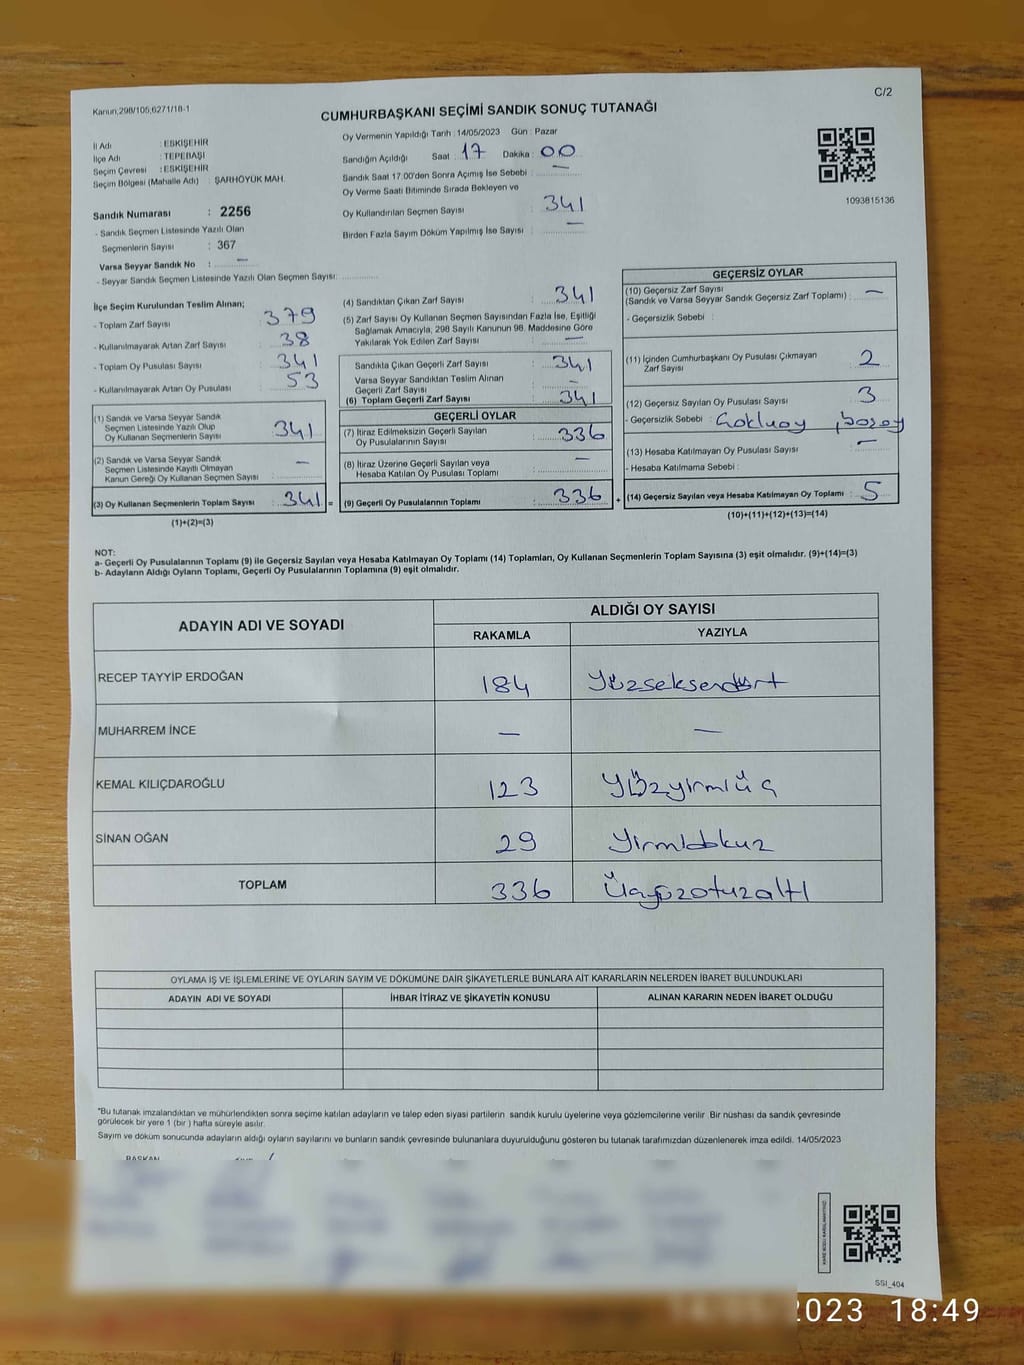 Kanun,298/105,6271/18-1
C/2
CUMHURBAŞKANI SEÇİMİ SANDIK SONUÇ TUTANAĞI
İl Adı : ESKİŞEHİR
İlçe Adı : TEPEBAŞI
Seçim Çevresi : ESKİŞEHİR
Seçim Bölgesi (Mahalle Adı) : ŞARHÖYÜK MAH.
Sandık Numarası : 2256
- Sandık Seçmen Listesinde Yazılı Olan
Seçmenlerin Sayısı : 367
Varsa Seyyar Sandık No : —
- Seyyar Sandık Seçmen Listesinde Yazılı Olan Seçmen Sayısı:
Oy Vermenin Yapıldığı Tarih : 14/05/2023 Gün : Pazar
Sandığın Açıldığı Saat : 17 Dakika : 00
Sandık Saat 17:00'den Sonra Açımış İse Sebebi : —
Oy Verme Saati Bitiminde Sırada Bekleyen ve
Oy Kullandırılan Seçmen Sayısı : 341
Birden Fazla Sayım Döküm Yapılmış İse Sayısı : —
1093815136
İlçe Seçim Kurulundan Teslim Alınan;
- Toplam Zarf Sayısı : 379
- Kullanılmayarak Artan Zarf Sayısı : 38
- Toplam Oy Pusulası Sayısı : 341
- Kullanılmayarak Artan Oy Pusulası : 53
(1) Sandık ve Varsa Seyyar Sandık
Seçmen Listesinde Yazılı Olup
Oy Kullanan Seçmenlerin Sayısı : 341
(2) Sandık ve Varsa Seyyar Sandık
Seçmen Listesinde Kayıtlı Olmayan
Kanun Gereği Oy Kullanan Seçmen Sayısı : —
(3) Oy Kullanan Seçmenlerin Toplam Sayısı : 341 =
(1)+(2)=(3)
(4) Sandıktan Çıkan Zarf Sayısı : 341
(5) Zarf Sayısı Oy Kullanan Seçmen Sayısından Fazla İse, Eşitliği
Sağlamak Amacıyla, 298 Sayılı Kanunun 98. Maddesine Göre
Yakılarak Yok Edilen Zarf Sayısı : —
Sandıkta Çıkan Geçerli Zarf Sayısı : 341
Varsa Seyyar Sandıktan Teslim Alınan
Geçerli Zarf Sayısı : —
(6) Toplam Geçerli Zarf Sayısı : 341
GEÇERLİ OYLAR
(7) İtiraz Edilmeksizin Geçerli Sayılan
Oy Pusulalarının Sayısı : 336
(8) İtiraz Üzerine Geçerli Sayılan veya
Hesaba Katılan Oy Pusulası Toplamı : —
(9) Geçerli Oy Pusulalarının Toplamı : 336 +
GEÇERSİZ OYLAR
(10) Geçersiz Zarf Sayısı
(Sandık ve Varsa Seyyar Sandık Geçersiz Zarf Toplamı) : —
- Geçersizlik Sebebi :
(11) İçinden Cumhurbaşkanı Oy Pusulası Çıkmayan
Zarf Sayısı : 2
(12) Geçersiz Sayılan Oy Pusulası Sayısı : 3
- Geçersizlik Sebebi :
(13) Hesaba Katılmayan Oy Pusulası Sayısı : —
- Hesaba Katılmama Sebebi :
(14) Geçersiz Sayılan veya Hesaba Katılmayan Oy Toplamı : 5
(10)+(11)+(12)+(13)=(14)
NOT:
a- Geçerli Oy Pusulalarının Toplamı (9) ile Geçersiz Sayılan veya Hesaba Katılmayan Oy Toplamı (14) Toplamları, Oy Kullanan Seçmenlerin Toplam Sayısına (3) eşit olmalıdır. (9)+(14)=(3)
b- Adayların Aldığı Oyların Toplamı, Geçerli Oy Pusulalarının Toplamına (9) eşit olmalıdır.
ADAYIN ADI VE SOYADI
ALDIĞI OY SAYISI
RAKAMLA YAZIYLA
RECEP TAYYİP ERDOĞAN 184 Yüzseksendört
MUHARREM İNCE — —
KEMAL KILIÇDAROĞLU 123 Yüzyirmiüç
SİNAN OĞAN 29 Yirmidokuz
TOPLAM 336 Üçyüzotuzaltı
OYLAMA İŞ VE İŞLEMLERİNE VE OYLARIN SAYIM VE DÖKÜMÜNE DAİR ŞİKAYETLERLE BUNLARA AİT KARARLARIN NELERDEN İBARET BULUNDUKLARI
ADAYIN ADI VE SOYADI İHBAR İTİRAZ VE ŞİKAYETİN KONUSU ALINAN KARARIN NEDEN İBARET OLDUĞU
"Bu tutanak imzalandıktan ve mühürlendikten sonra seçime katılan adayların ve talep eden siyasi partilerin sandık kurulu üyelerine veya gözlemcilerine verilir. Bir nüshası da sandık çevresinde
görülecek bir yere 1 (bir ) hafta süreyle asılır.
Sayım ve döküm sonucunda adayların aldığı oyların sayılarını ve bunların sandık çevresinde bulunanlara duyurulduğunu gösteren bu tutanak tarafımızdan düzenlenerek imza edildi. 14/05/2023
BAŞKAN
SSI_404
2023 18:49